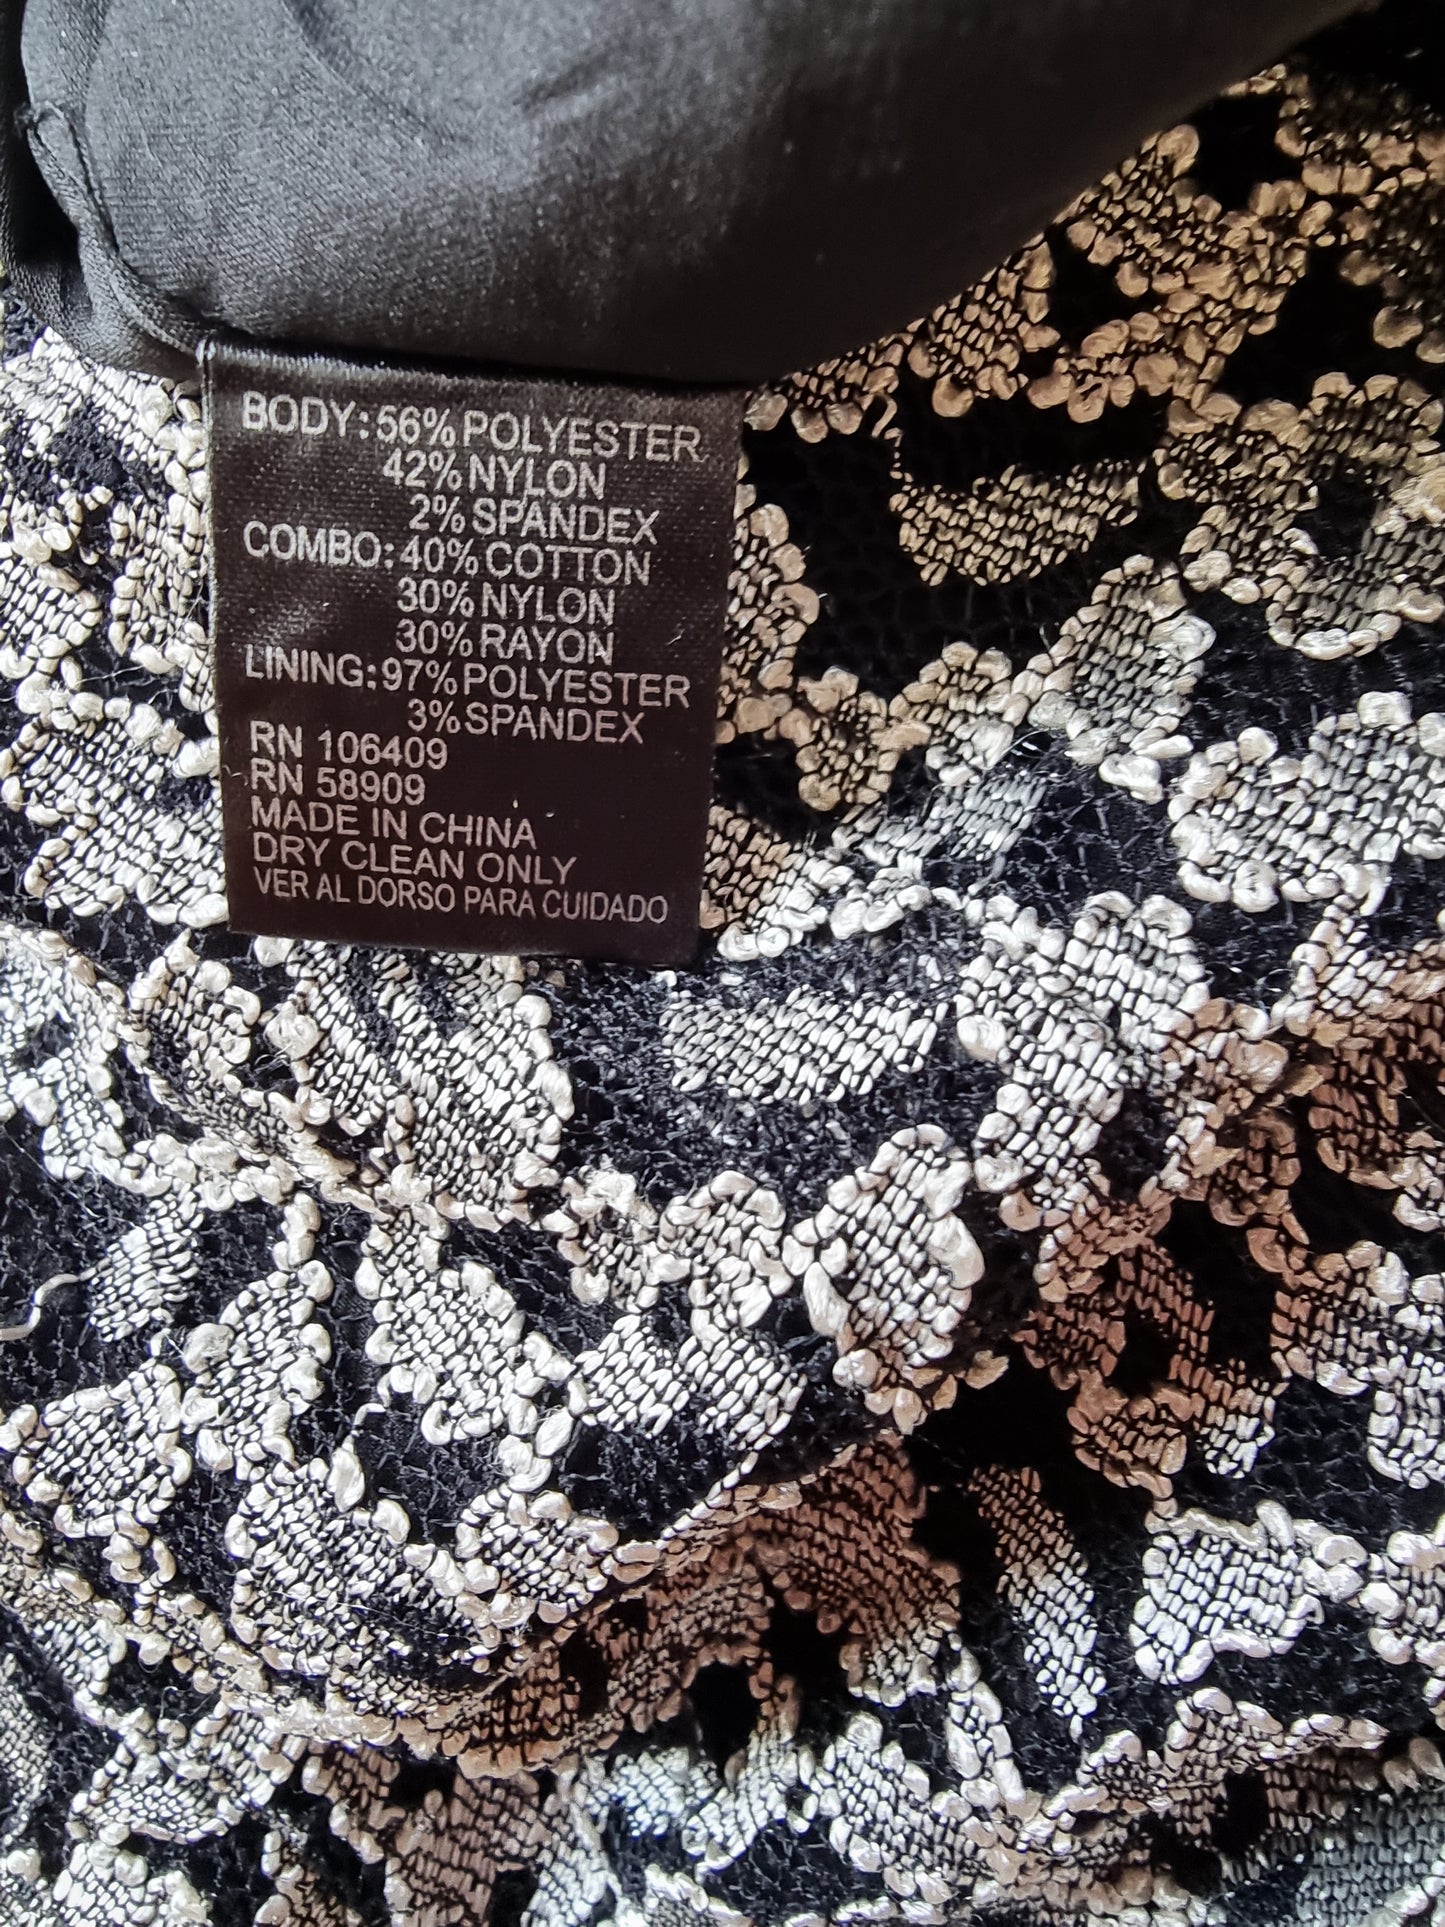 BODY:56% POLYESTER
42% NYLON
2% SPANDEX
COMBO:40% COTTON
30% NYLON
30% RAYON
LINING:97% POLYESTER
3% SPANDEX
RN 106409
RN 58909
MADE IN CHINA
DRY CLEAN ONLY
VER AL DORSO PARA CUIDADO